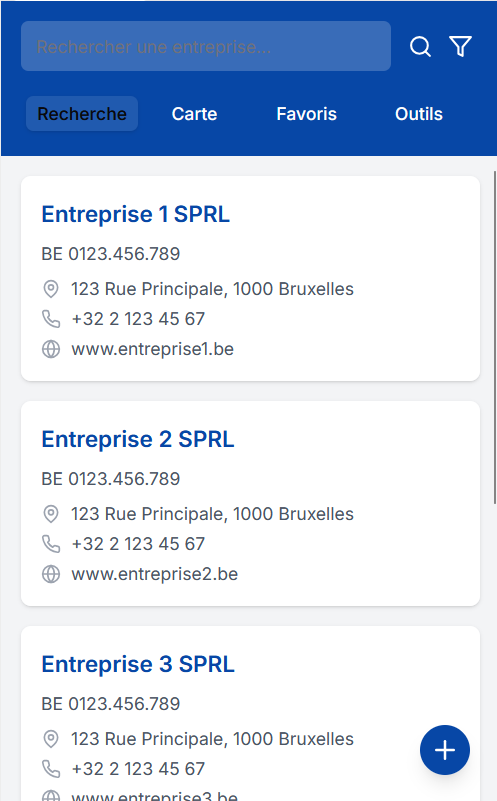 Rechercher une entreprise...
Recherche Carte Favoris Outils
Entreprise 1 SPRL
BE 0123.456.789
123 Rue Principale, 1000 Bruxelles
+32 2 123 45 67
www.entreprise1.be
Entreprise 2 SPRL
BE 0123.456.789
123 Rue Principale, 1000 Bruxelles
+32 2 123 45 67
www.entreprise2.be
Entreprise 3 SPRL
BE 0123.456.789
123 Rue Principale, 1000 Bruxelles
+32 2 123 45 67
www.entreprise3.be